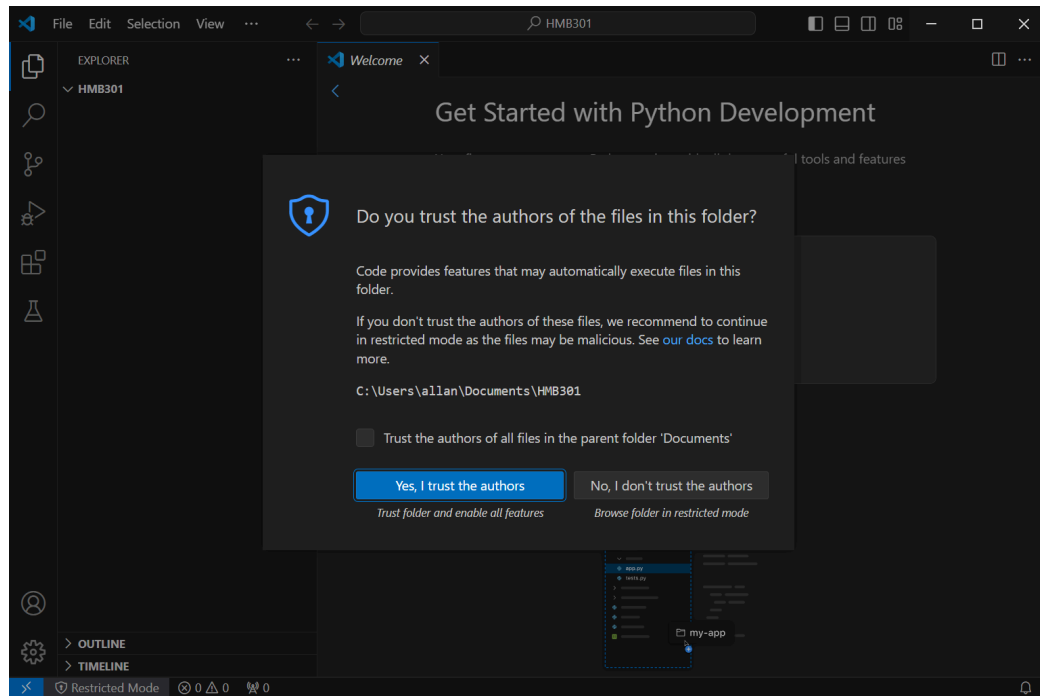 File Edit Selection View ··· HMB301
EXPLORER ···
Welcome
HMB301
Get Started with Python Development
l tools and features
Do you trust the authors of the files in this folder?
Code provides features that may automatically execute files in this
folder.
If you don't trust the authors of these files, we recommend to continue
in restricted mode as the files may be malicious. See our docs to learn
more.
C:\Users\allan\Documents\HMB301
Trust the authors of all files in the parent folder 'Documents'
Yes, I trust the authors
No, I don't trust the authors
Trust folder and enable all features
Browse folder in restricted mode
app.py
tests.py
my-app
OUTLINE
TIMELINE
Restricted Mode 0 0 0